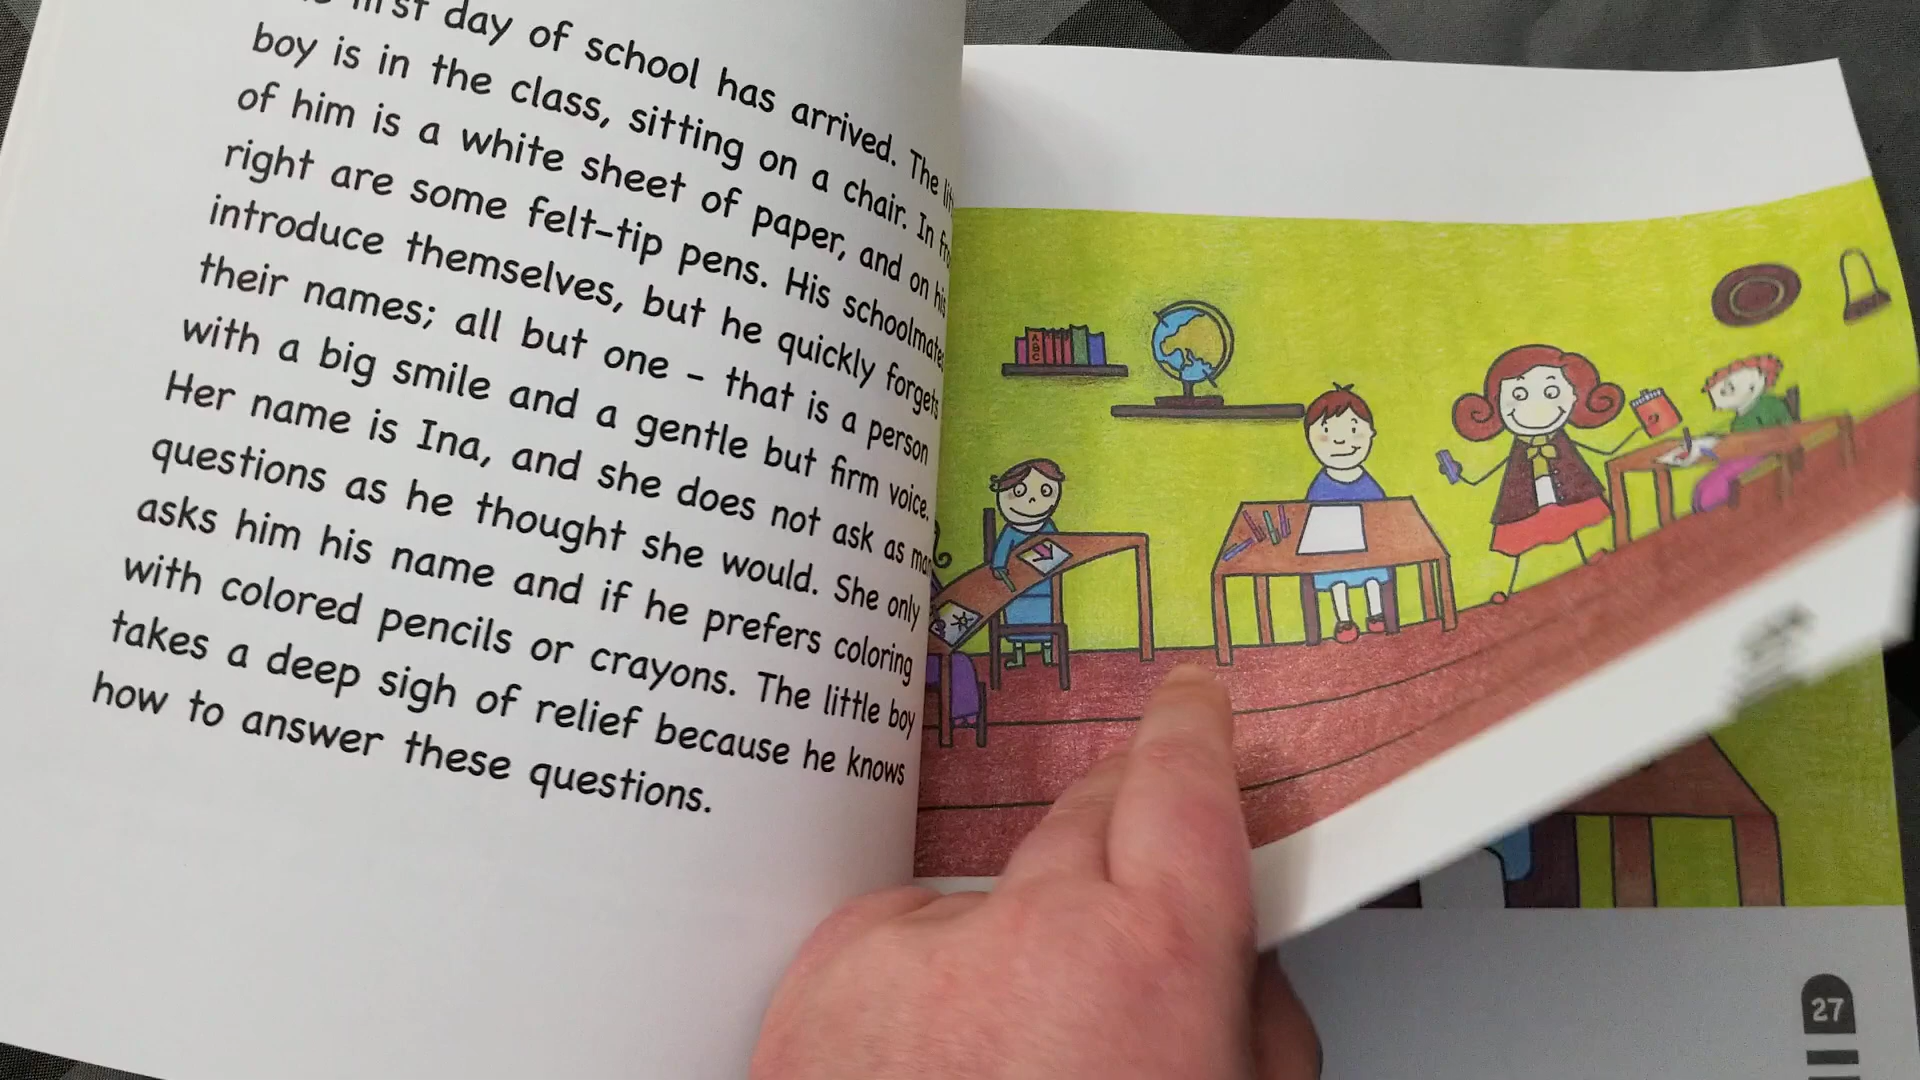 first day of school has arrived. The
boy is in the class, sitting on a chair. In
of him is a white sheet of paper, and on his
right are some felt-tip pens. His schoolmates
introduce themselves, but he quickly forgets
their names; all but one - that is a person
with a big smile and a gentle but firm voice.
Her name is Ina, and she does not ask as
questions as he thought she would. She only
asks him his name and if he prefers coloring
with colored pencils or crayons. The little boy
takes a deep sigh of relief because he knows
how to answer these questions.
ABC
27